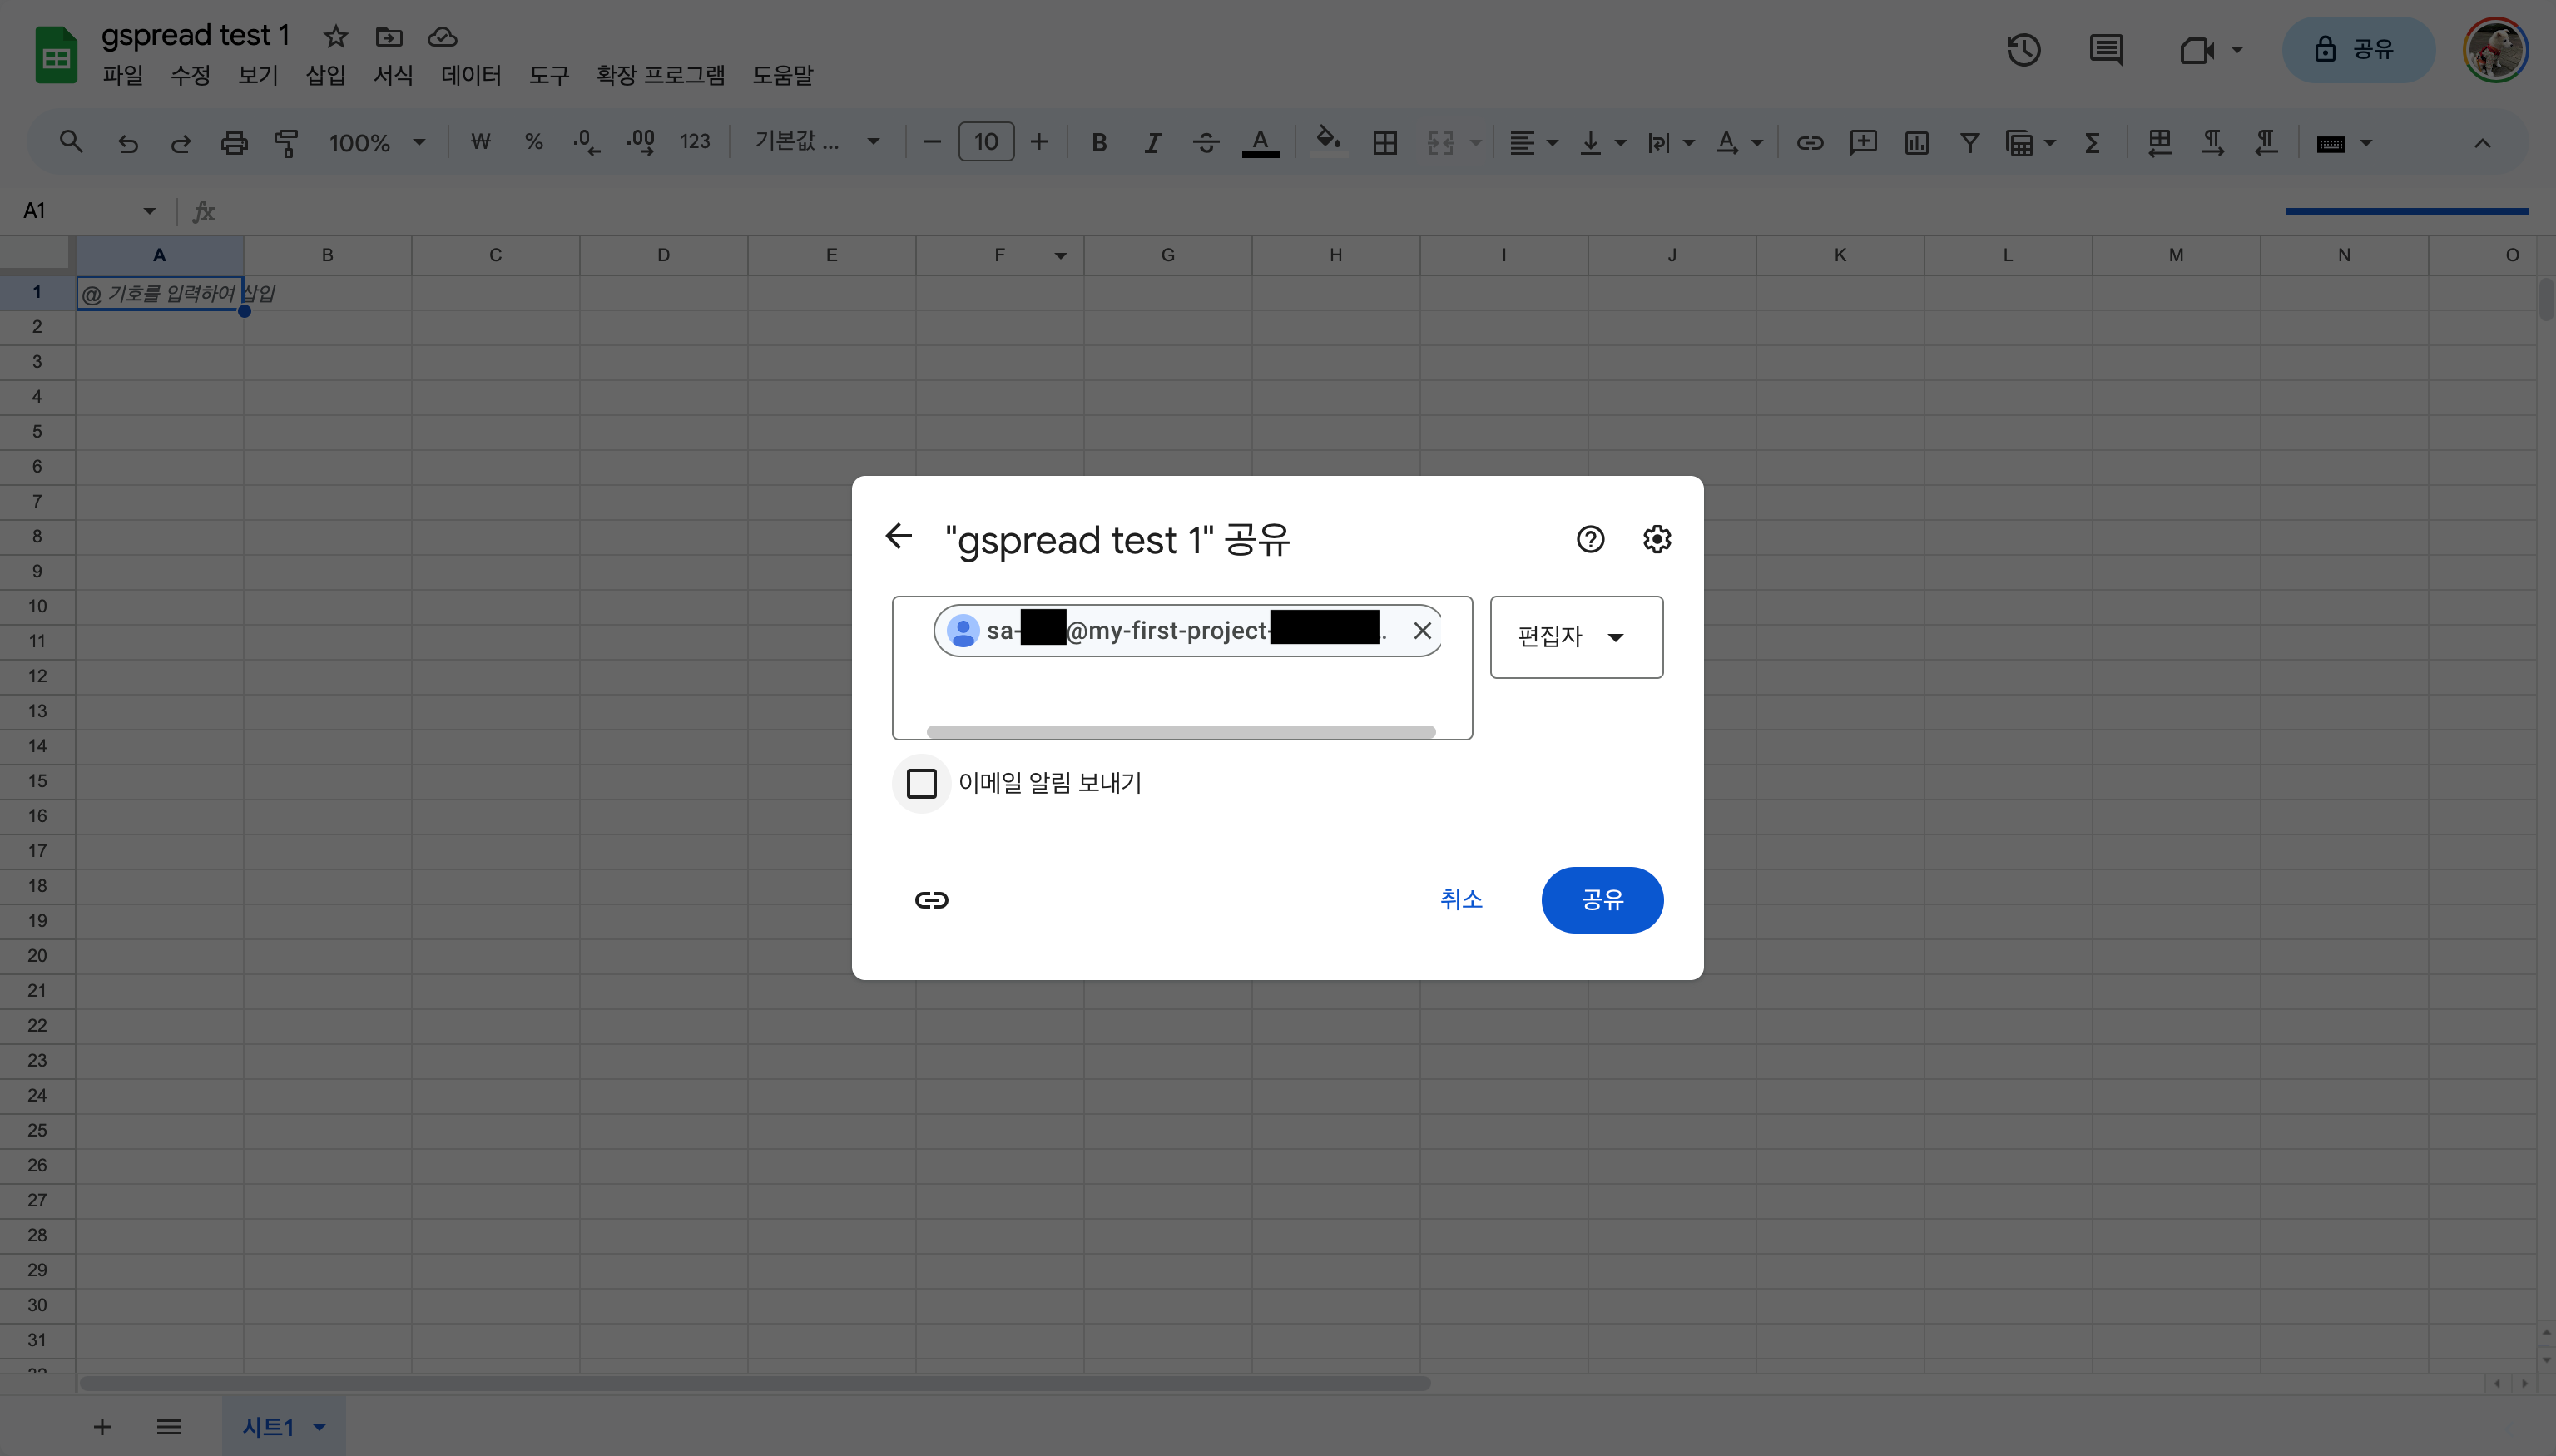 gspread test 1
파일 수정 보기 삽입 서식 데이터 도구 확장 프로그램 도움말
공유
100% ₩ % .0 .00 123 기본값 ... 10 B I A
A1 fx
A B C D E F G H I J K L M N O
1 @ 기호를 입력하여 삽입
2
3
4
5
6
7
8
9
10
11
12
13
14
15
16
17
18
19
20
21
22
23
24
25
26
27
28
29
30
31
"gspread test 1" 공유
sa- @my-first-project- .
편집자
이메일 알림 보내기
취소 공유
시트1